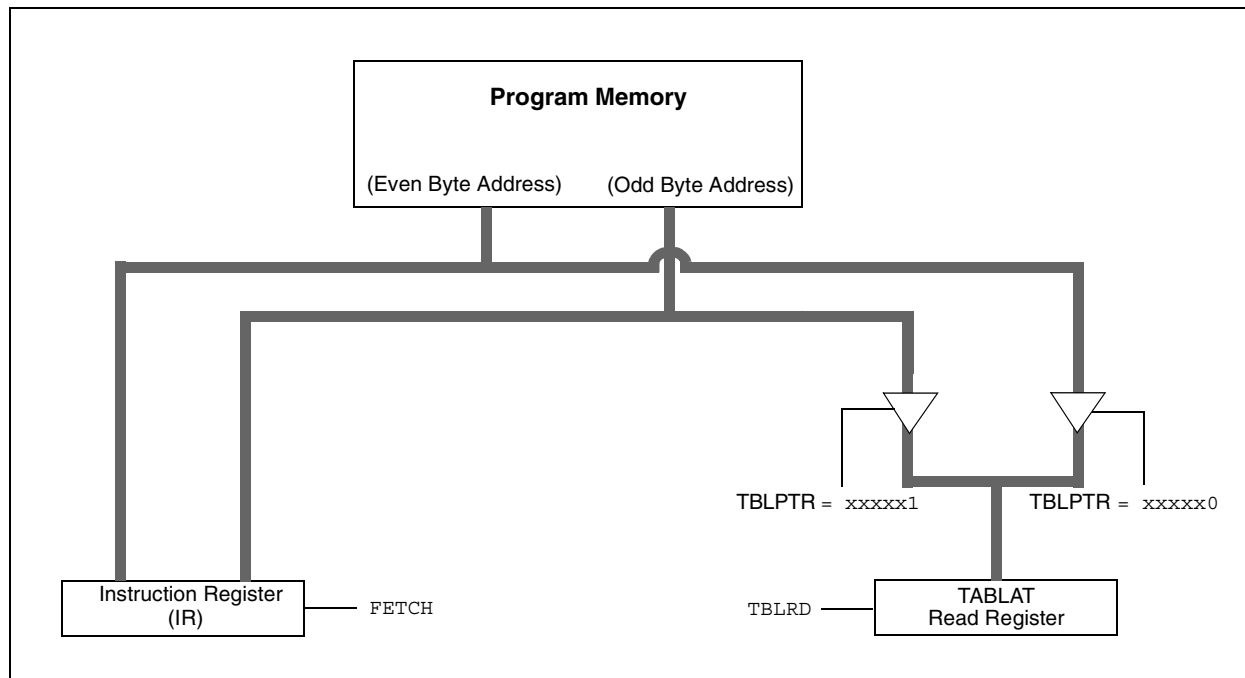 Program Memory
(Even Byte Address) (Odd Byte Address)
TBLPTR = xxxxx1 TBLPTR = xxxxx0
Instruction Register
(IR)
FETCH
TBLRD
TABLAT
Read Register